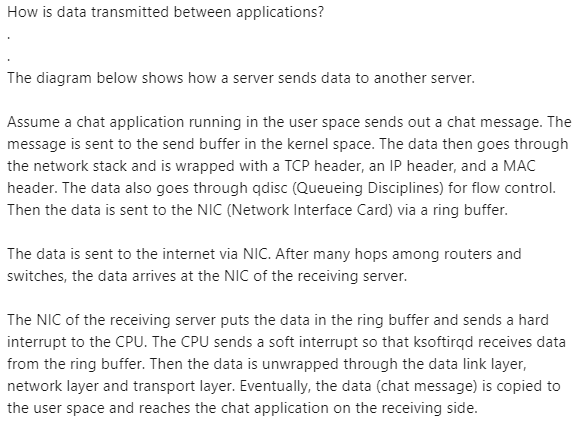 How is data transmitted between applications?
.
.
The diagram below shows how a server sends data to another server.
Assume a chat application running in the user space sends out a chat message. The
message is sent to the send buffer in the kernel space. The data then goes through
the network stack and is wrapped with a TCP header, an IP header, and a MAC
header. The data also goes through qdisc (Queueing Disciplines) for flow control.
Then the data is sent to the NIC (Network Interface Card) via a ring buffer.
The data is sent to the internet via NIC. After many hops among routers and
switches, the data arrives at the NIC of the receiving server.
The NIC of the receiving server puts the data in the ring buffer and sends a hard
interrupt to the CPU. The CPU sends a soft interrupt so that ksoftirqd receives data
from the ring buffer. Then the data is unwrapped through the data link layer,
network layer and transport layer. Eventually, the data (chat message) is copied to
the user space and reaches the chat application on the receiving side.